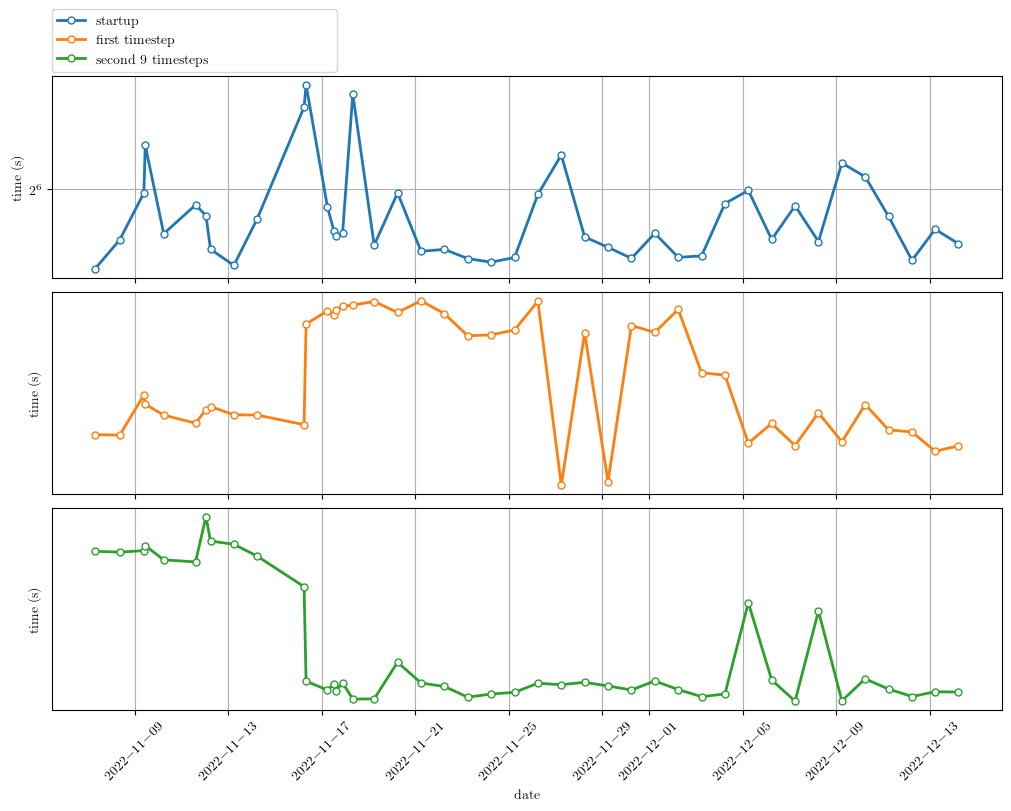 startup
first timestep
second 9 timesteps
time (s)
2⁶
time (s)
time (s)
2022−11−09
2022−11−13
2022−11−17
2022−11−21
2022−11−25
2022−11−29
2022−12−01
2022−12−05
2022−12−09
2022−12−13
date